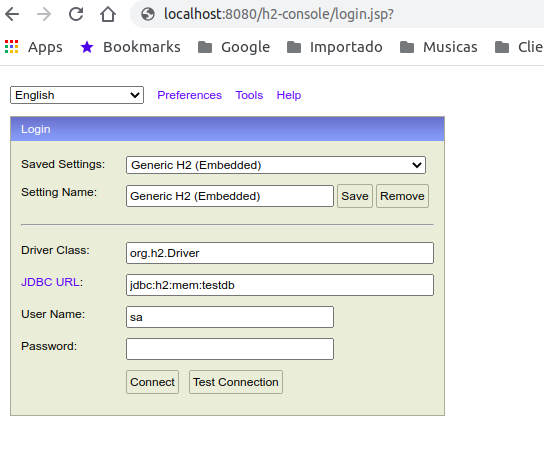 localhost:8080/h2-console/login.jsp?
Apps Bookmarks Google Importado Musicas Clie
English Preferences Tools Help
Login
Saved Settings: Generic H2 (Embedded)
Setting Name: Generic H2 (Embedded) Save Remove
Driver Class: org.h2.Driver
JDBC URL: jdbc:h2:mem:testdb
User Name: sa
Password:
Connect Test Connection